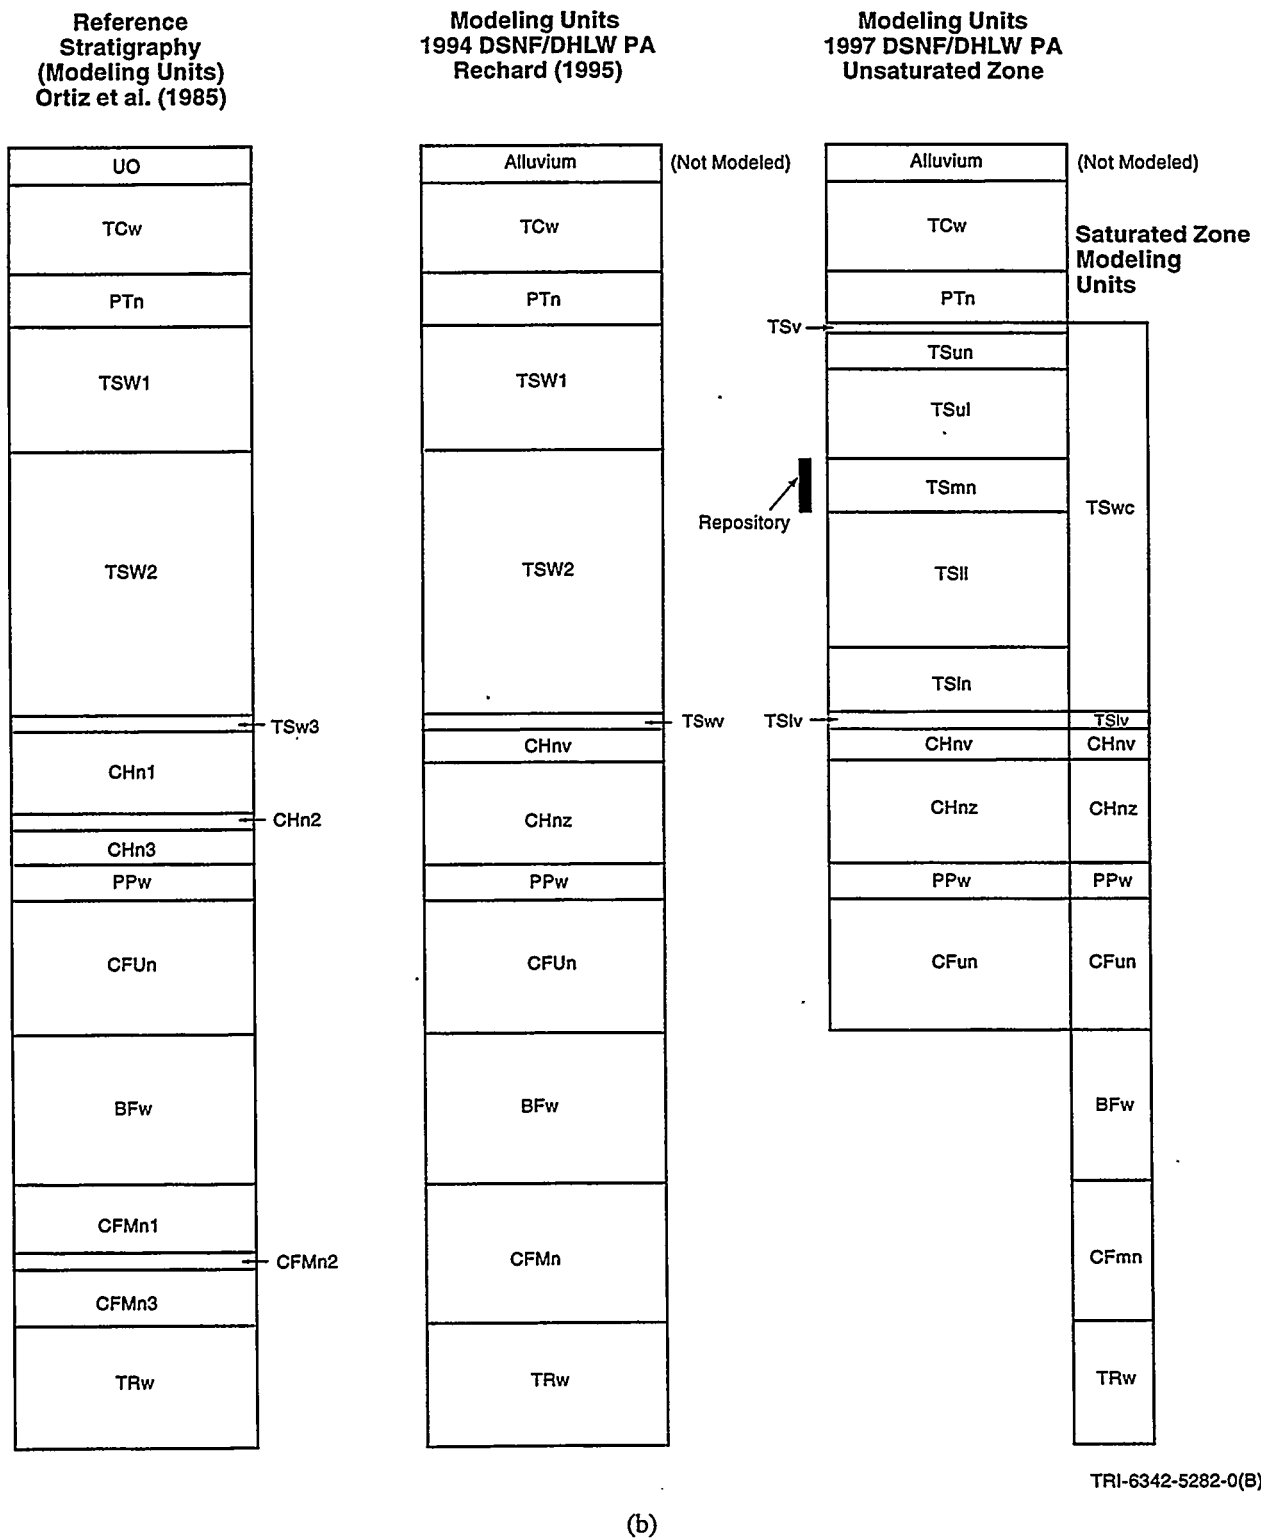 Reference
Stratigraphy
(Modeling Units)
Ortiz et al. (1985)
UO
TCw
PTn
TSW1
TSW2
TSw3
CHn1
CHn2
CHn3
PPw
CFUn
BFw
CFMn1
CFMn2
CFMn3
TRw
Modeling Units
1994 DSNF/DHLW PA
Rechard (1995)
Alluvium
(Not Modeled)
TCw
PTn
TSW1
TSW2
TSwv
CHnv
CHnz
PPw
CFUn
BFw
CFMn
TRw
Modeling Units
1997 DSNF/DHLW PA
Unsaturated Zone
Alluvium
(Not Modeled)
TCw
PTn
TSv
TSun
TSul
TSmn
Repository
TSll
TSln
TSlv
CHnv
CHnz
PPw
CFun
Saturated Zone
Modeling
Units
TSwc
TSlv
CHnv
CHnz
PPw
CFun
BFw
CFmn
TRw
TRI-6342-5282-0(B)
(b)